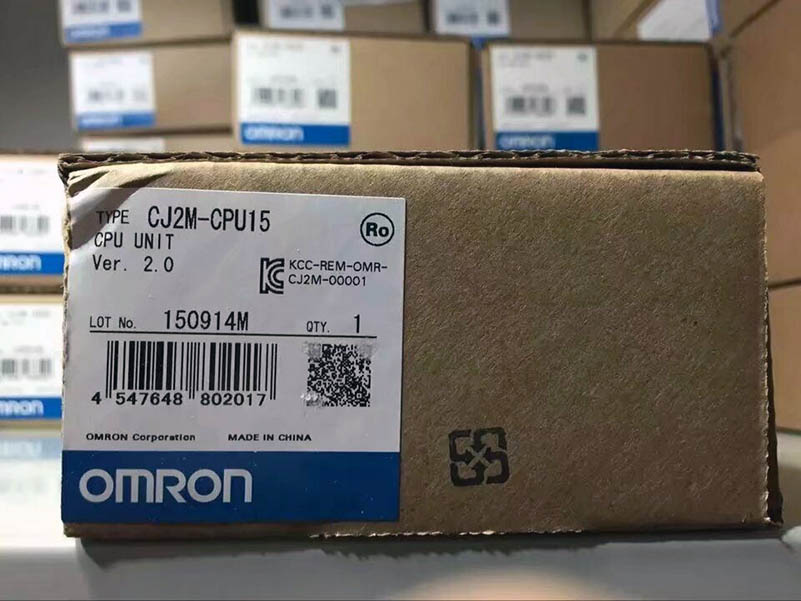 OMRON
OMRON
OMRON
OMRON
TYPE CJ2M-CPU15
CPU UNIT
Ver. 2.0
Ro
KCC-REM-OMR-
CJ2M-00001
LOT No. 150914M QTY. 1
4 547648 802017
OMRON Corporation MADE IN CHINA
OMRON